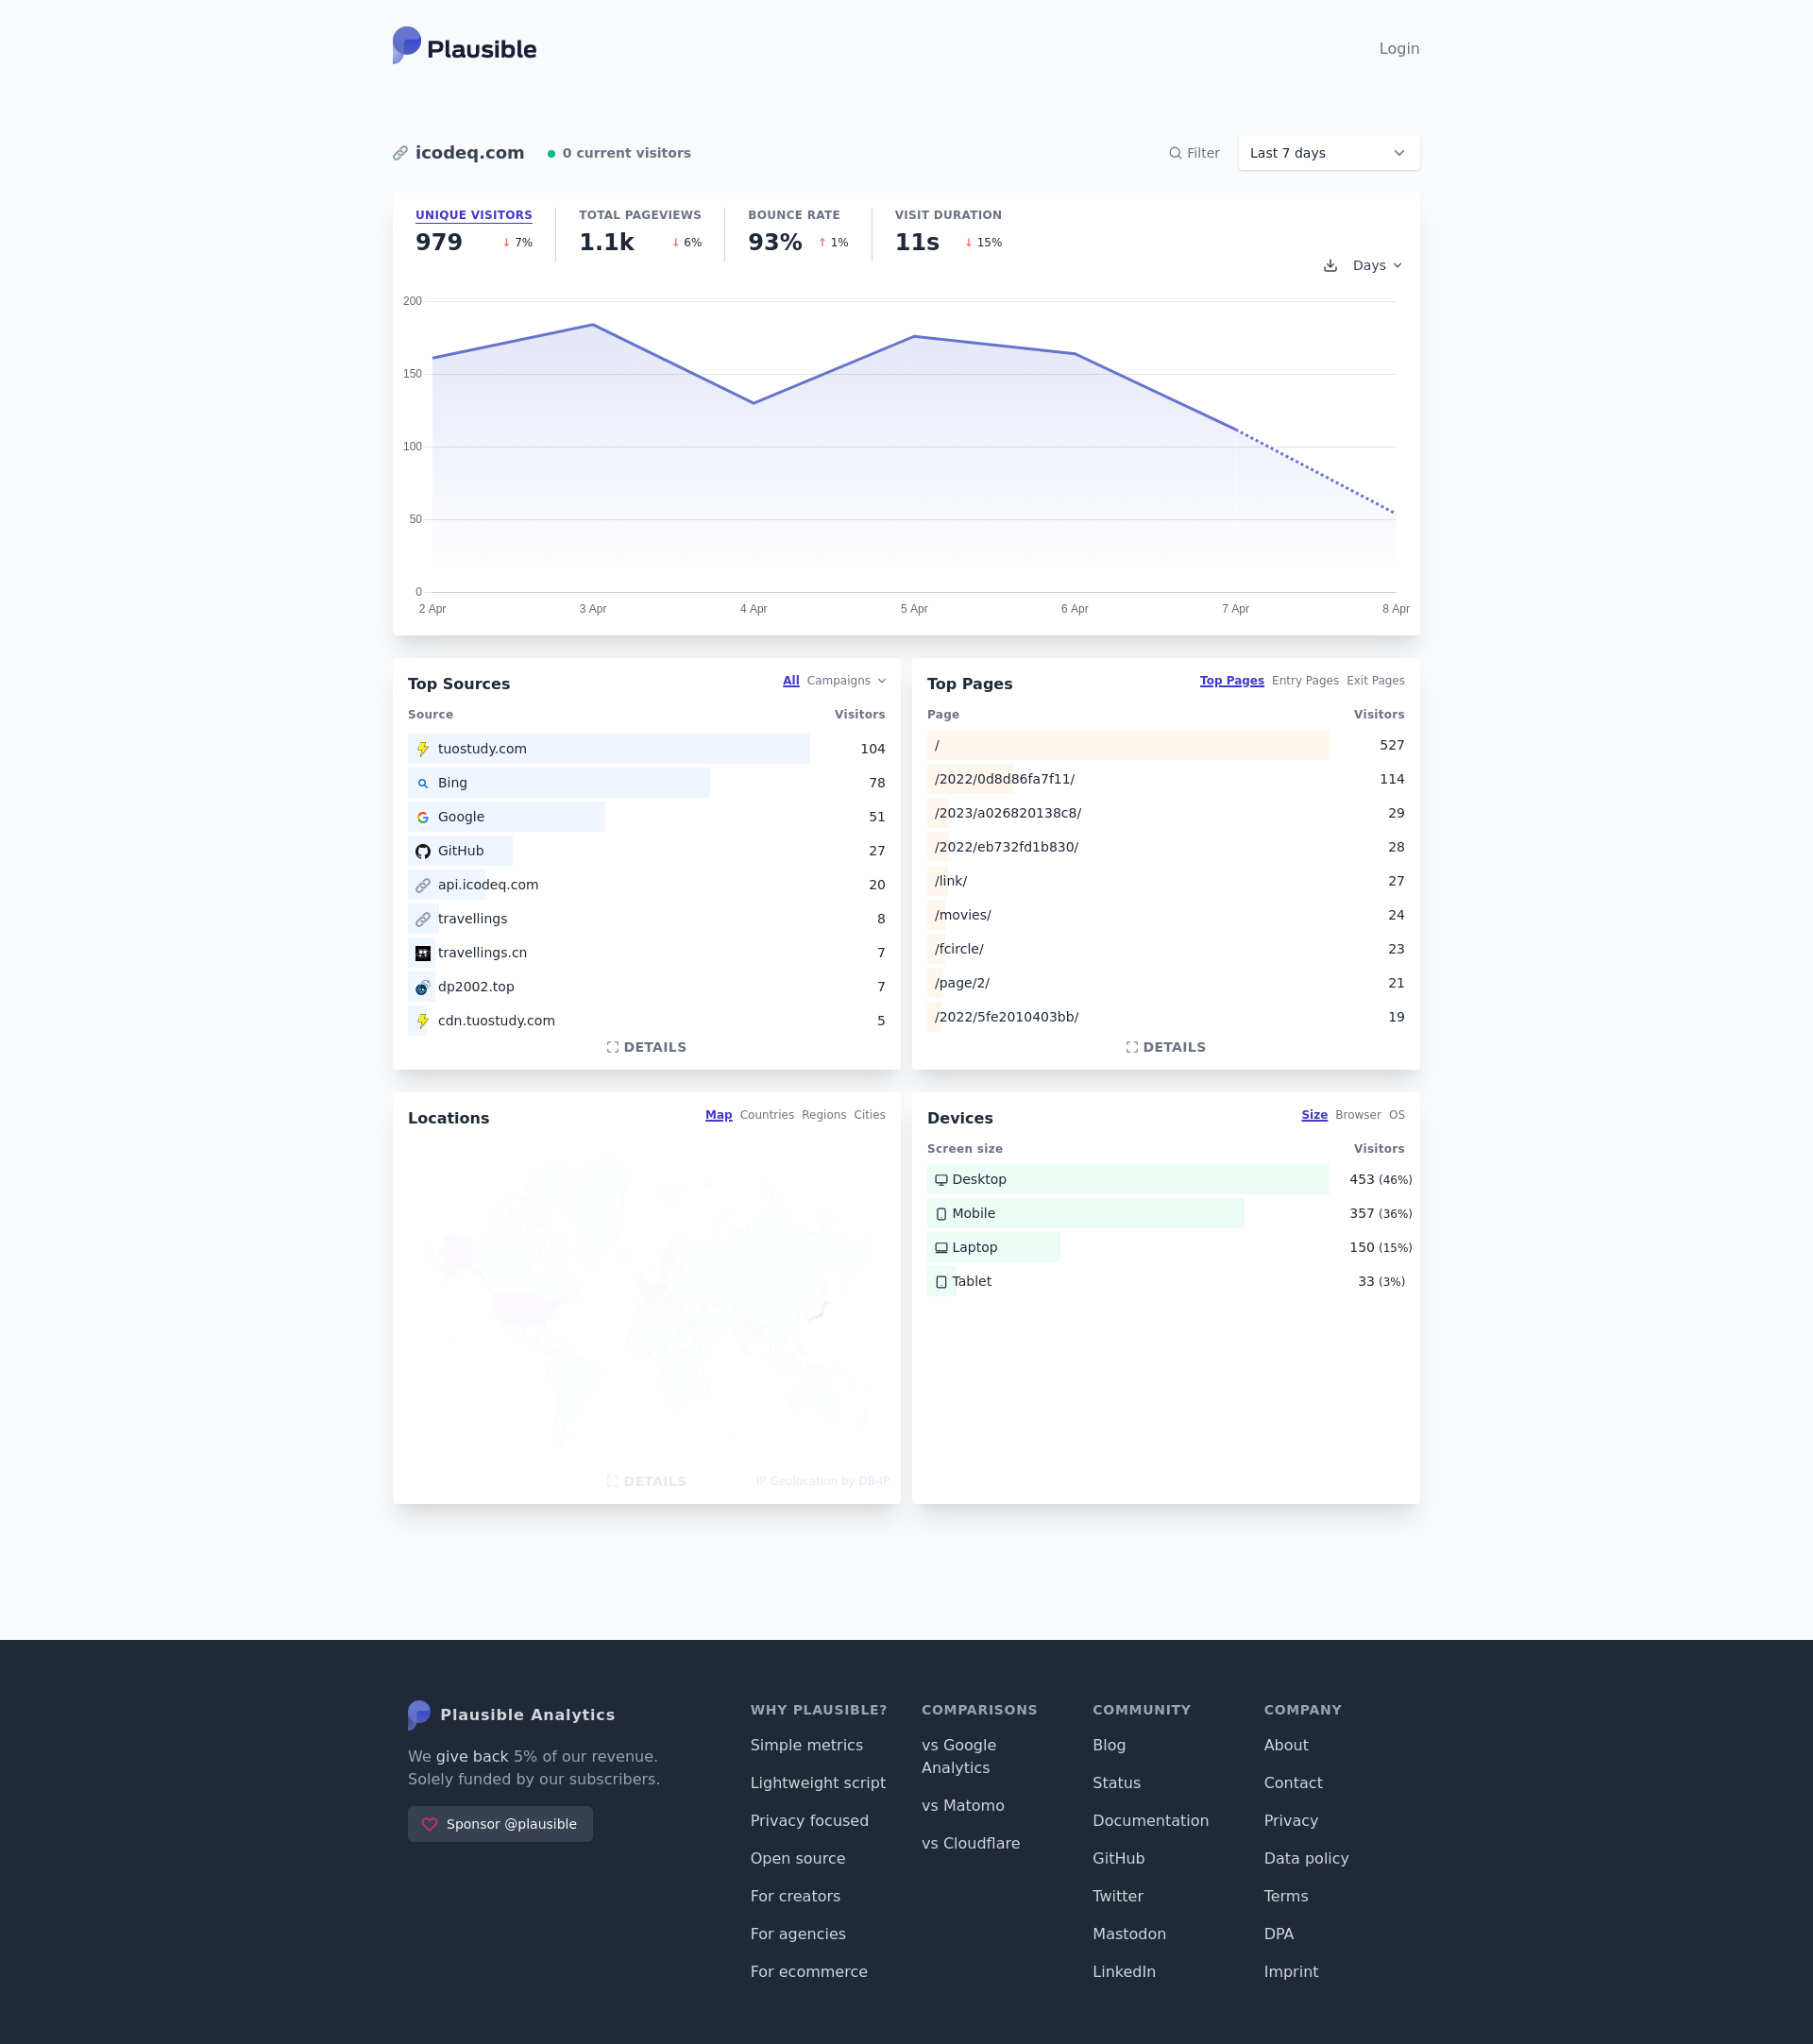 Plausible
Login
icodeq.com
0 current visitors
Filter
Last 7 days
UNIQUE VISITORS
979 ↓ 7%
TOTAL PAGEVIEWS
1.1k ↓ 6%
BOUNCE RATE
93% ↑ 1%
VISIT DURATION
11s ↓ 15%
Days
200
150
100
50
0
2 Apr 3 Apr 4 Apr 5 Apr 6 Apr 7 Apr 8 Apr
Top Sources
All Campaigns
Source Visitors
tuostudy.com 104
Bing 78
Google 51
GitHub 27
api.icodeq.com 20
travellings 8
travellings.cn 7
dp2002.top 7
cdn.tuostudy.com 5
DETAILS
Top Pages
Top Pages Entry Pages Exit Pages
Page Visitors
/ 527
/2022/0d8d86fa7f11/ 114
/2023/a026820138c8/ 29
/2022/eb732fd1b830/ 28
/link/ 27
/movies/ 24
/fcircle/ 23
/page/2/ 21
/2022/5fe2010403bb/ 19
DETAILS
Locations
Map Countries Regions Cities
DETAILS
IP Geolocation by DB-IP
Devices
Size Browser OS
Screen size Visitors
Desktop 453 (46%)
Mobile 357 (36%)
Laptop 150 (15%)
Tablet 33 (3%)
Plausible Analytics
We give back 5% of our revenue.
Solely funded by our subscribers.
Sponsor @plausible
WHY PLAUSIBLE?
Simple metrics
Lightweight script
Privacy focused
Open source
For creators
For agencies
For ecommerce
COMPARISONS
vs Google
Analytics
vs Matomo
vs Cloudflare
COMMUNITY
Blog
Status
Documentation
GitHub
Twitter
Mastodon
LinkedIn
COMPANY
About
Contact
Privacy
Data policy
Terms
DPA
Imprint